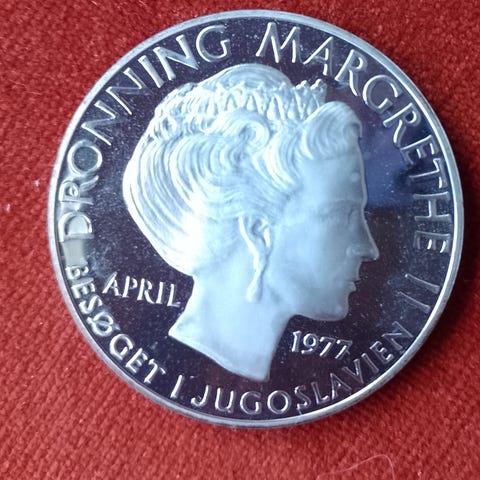 DRONNING MARGRETHE II
BESØGET I JUGOSLAVIEN
APRIL 1977